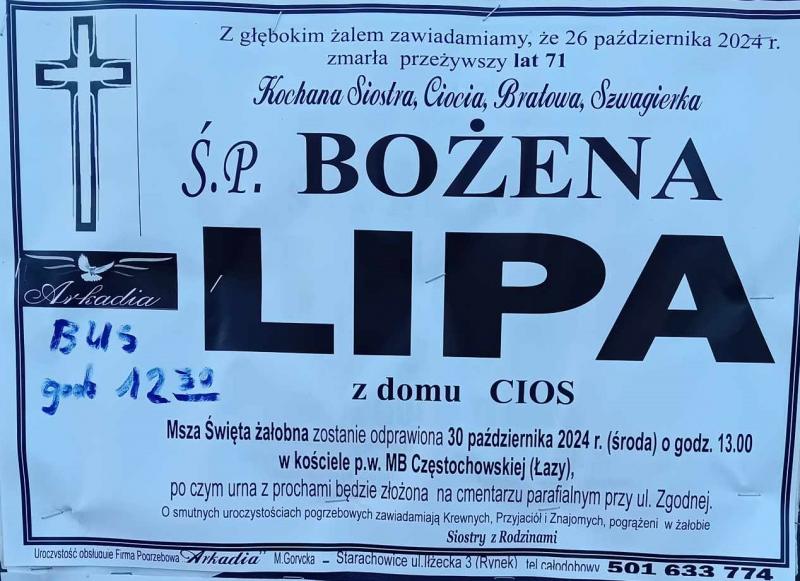 Z głębokim żalem zawiadamiamy, że 26 października 2024 r.
zmarła przeżywszy lat 71
Kochana Siostra, Ciocia, Bratowa, Szwagierka
Ś.P. BOŻENA
LIPA
Arkadia
BUS
godz 12 30
z domu CIOS
Msza Święta żałobna zostanie odprawiona 30 października 2024 r. (środa) o godz. 13.00
w kościele p.w. MB Częstochowskiej (Łazy),
po czym urna z prochami będzie złożona na cmentarzu parafialnym przy ul. Zgodnej.
O smutnych uroczystościach pogrzebowych zawiadamiają Krewnych, Przyjaciół i Znajomych, pogrążeni w żałobie
Siostry z Rodzinami
Uroczystość obsługuje Firma Pogrzebowa "Arkadia" M.Gorycka – Starachowice ul.Iłżecka 3 (Rynek) tel całodobowy 501 633 774